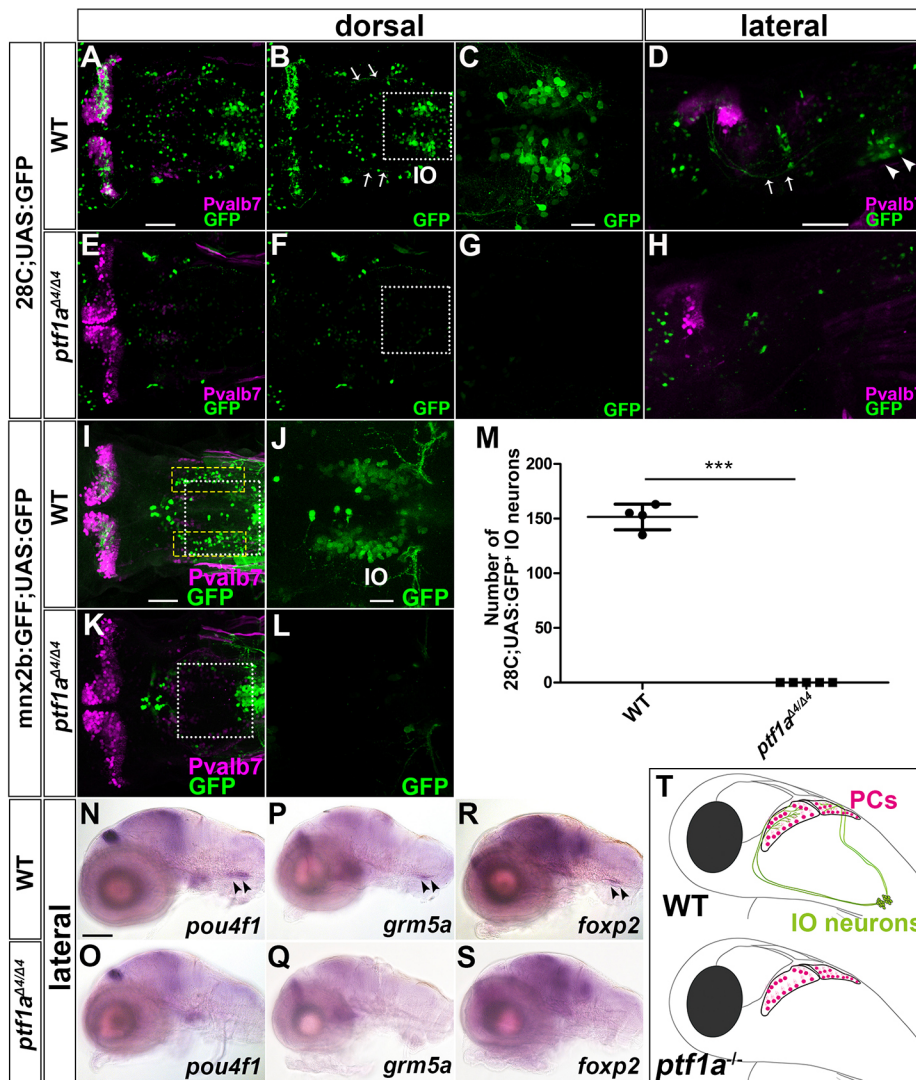 dorsal
lateral
28C;UAS:GFP
WT
A
Pvalb7
GFP
B
IO
GFP
C
GFP
D
Pvalb7
GFP
ptf1aΔ4/Δ4
E
Pvalb7
GFP
F
GFP
G
GFP
H
Pvalb7
GFP
mnx2b:GFF;UAS:GFP
WT
I
Pvalb7
GFP
J
IO
GFP
ptf1aΔ4/Δ4
K
Pvalb7
GFP
L
GFP
M
Number of
28C;UAS:GFP+ IO neurons
200
150
100
50
0
***
WT
ptf1aΔ4/Δ4
lateral
WT
N
pou4f1
P
grm5a
R
foxp2
ptf1aΔ4/Δ4
O
pou4f1
Q
grm5a
S
foxp2
T
PCs
WT
IO neurons
ptf1a-/-